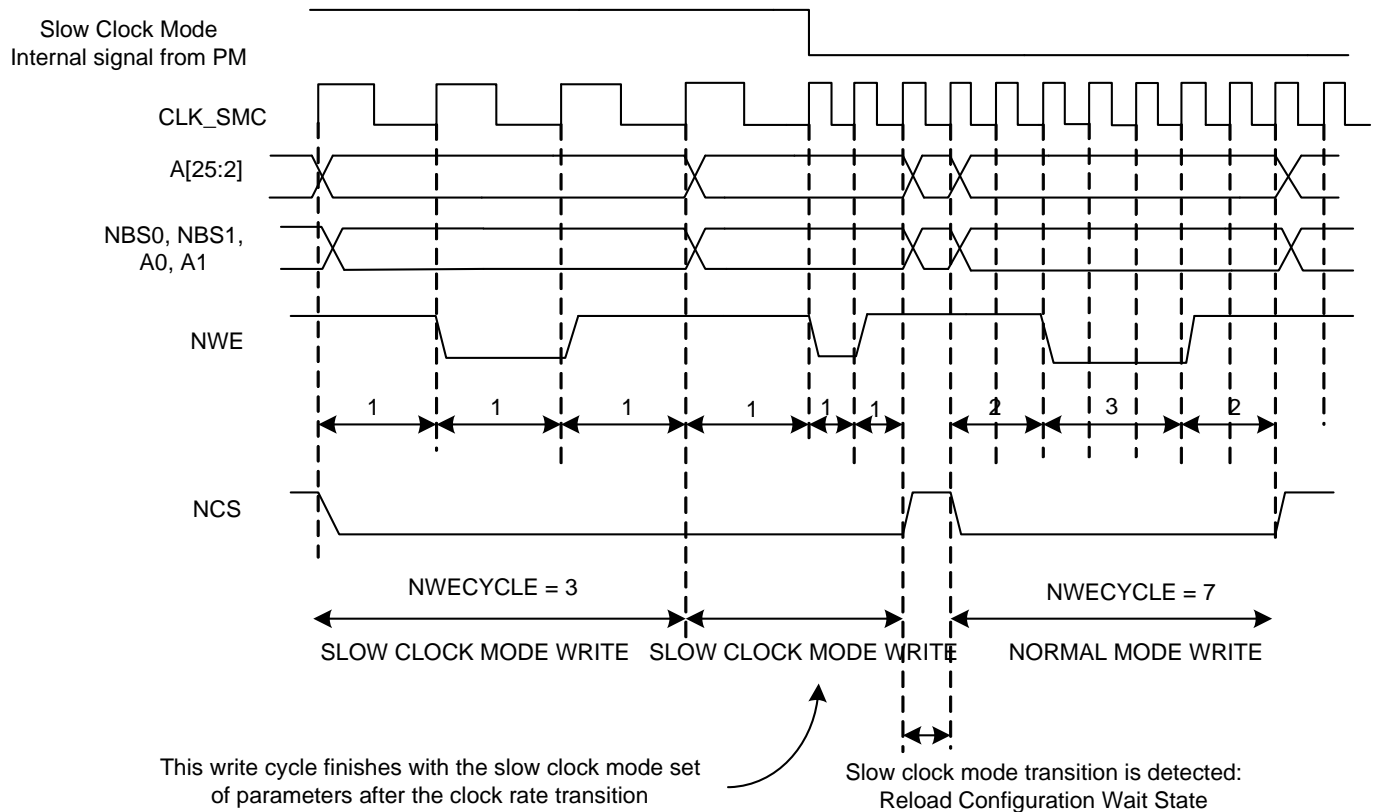 Slow Clock Mode
Internal signal from PM
CLK_SMC
A[25:2]
NBS0, NBS1,
A0, A1
NWE
1 1 1 1 1 1 2 3 2
NCS
NWECYCLE = 3 NWECYCLE = 7
SLOW CLOCK MODE WRITE SLOW CLOCK MODE WRITE NORMAL MODE WRITE
This write cycle finishes with the slow clock mode set
of parameters after the clock rate transition
Slow clock mode transition is detected:
Reload Configuration Wait State